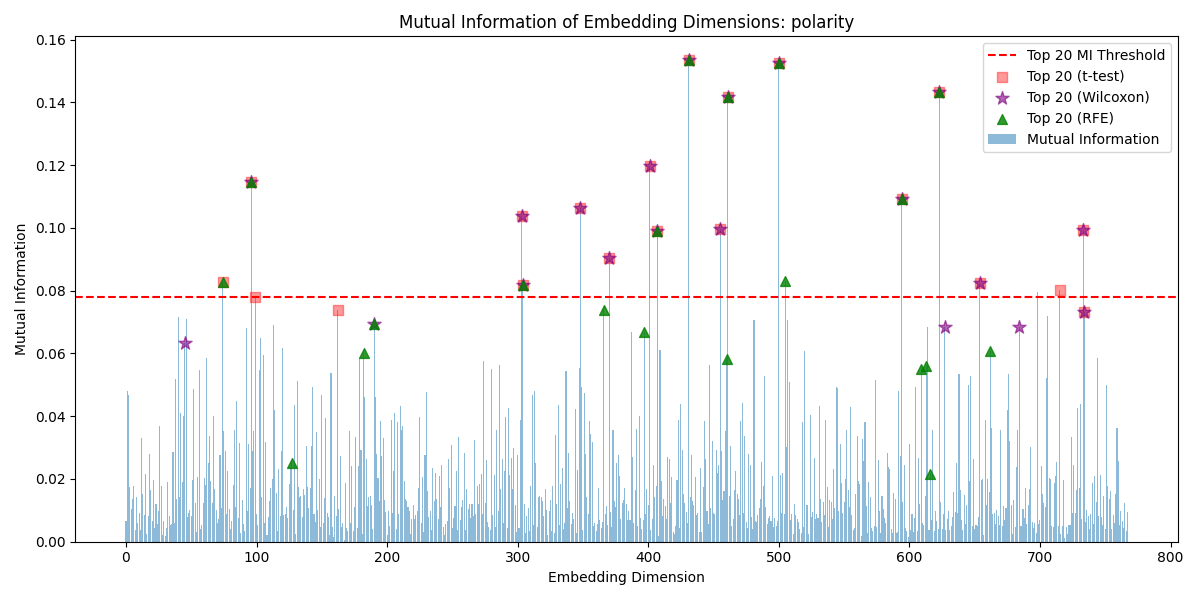 Mutual Information of Embedding Dimensions: polarity
Mutual Information
0.16
0.14
0.12
0.10
0.08
0.06
0.04
0.02
0.00
Top 20 MI Threshold
Top 20 (t-test)
Top 20 (Wilcoxon)
Top 20 (RFE)
Mutual Information
0 100 200 300 400 500 600 700 800
Embedding Dimension